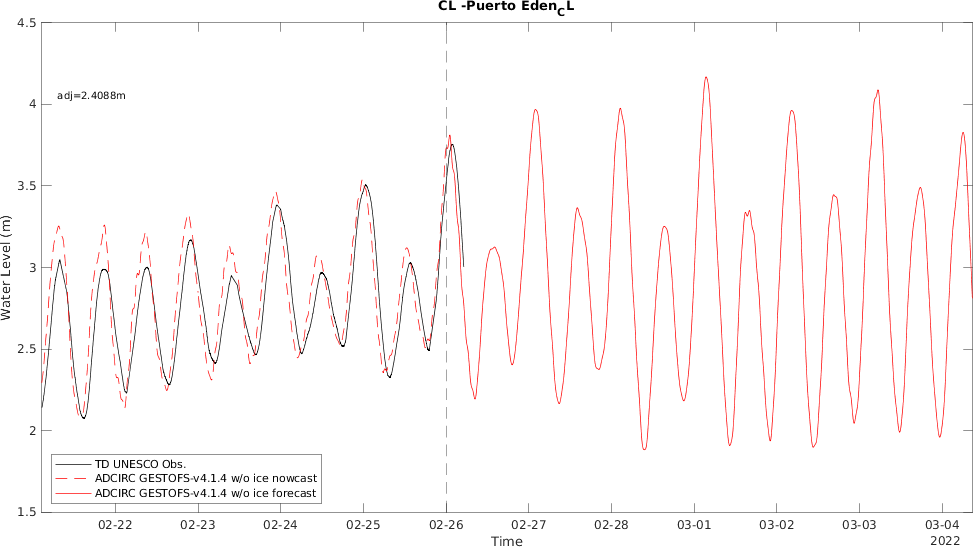 CL -Puerto Eden_CL
4.5
adj=2.4088m
4
3.5
3
2.5
2
1.5
Water Level (m)
TD UNESCO Obs.
ADCIRC GESTOFS-v4.1.4 w/o ice nowcast
ADCIRC GESTOFS-v4.1.4 w/o ice forecast
02-22 02-23 02-24 02-25 02-26 02-27 02-28 03-01 03-02 03-03 03-04
Time 2022